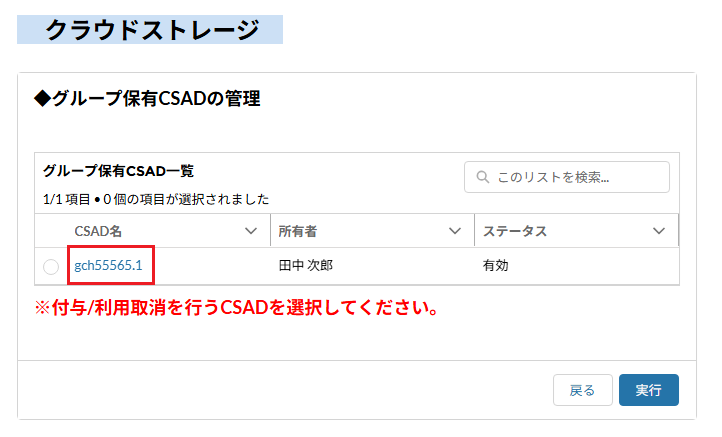 クラウドストレージ
◆グループ保有CSADの管理
グループ保有CSAD一覧
このリストを検索...
1/1 項目 • 0 個の項目が選択されました
CSAD名 所有者 ステータス
gch55565.1 田中 次郎 有効
※付与/利用取消を行うCSADを選択してください。
戻る 実行